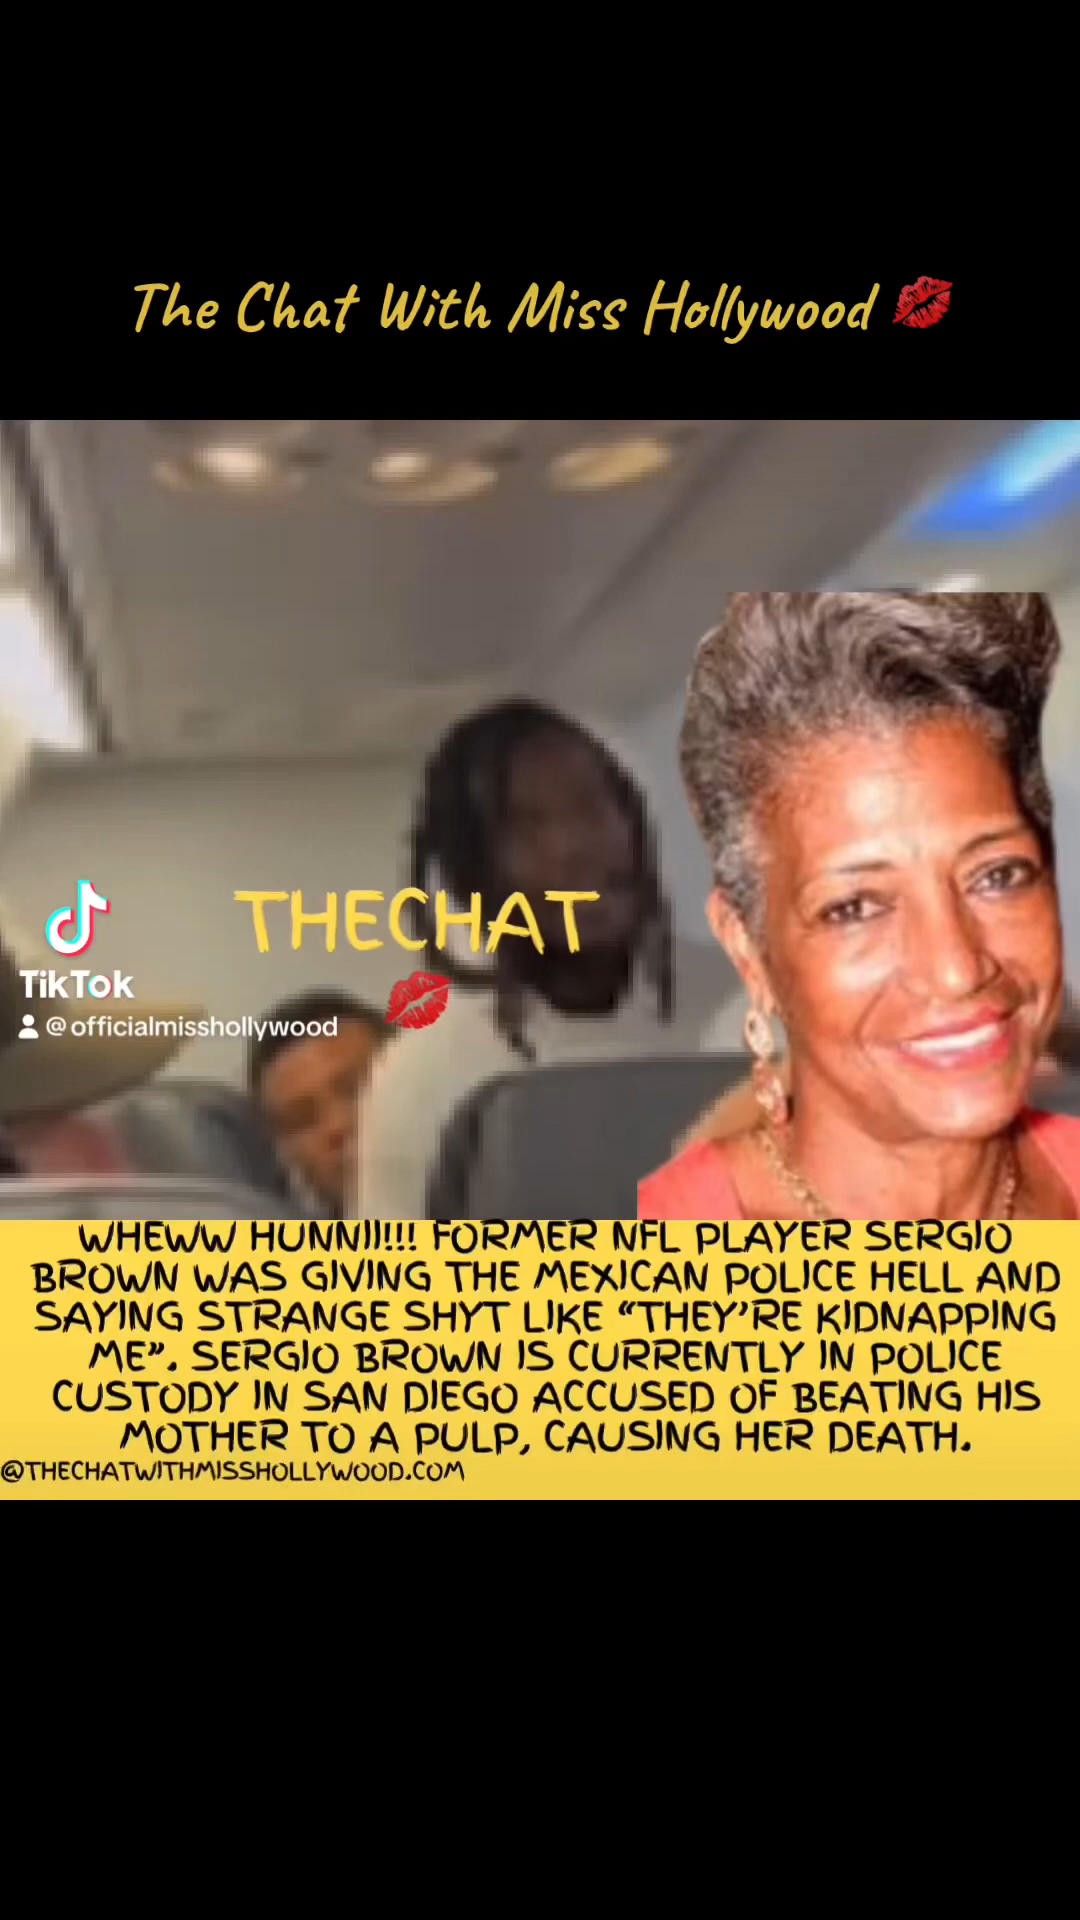 The Chat With Miss Hollywood 💋
THECHAT
💋
TikTok
@officialmisshollywood
WHEWW HUNNII!!! FORMER NFL PLAYER SERGIO
BROWN WAS GIVING THE MEXICAN POLICE HELL AND
SAYING STRANGE SHYT LIKE “THEY’RE KIDNAPPING
ME”. SERGIO BROWN IS CURRENTLY IN POLICE
CUSTODY IN SAN DIEGO ACCUSED OF BEATING HIS
MOTHER TO A PULP, CAUSING HER DEATH.
@THECHATWITHMISSHOLLYWOOD.COM